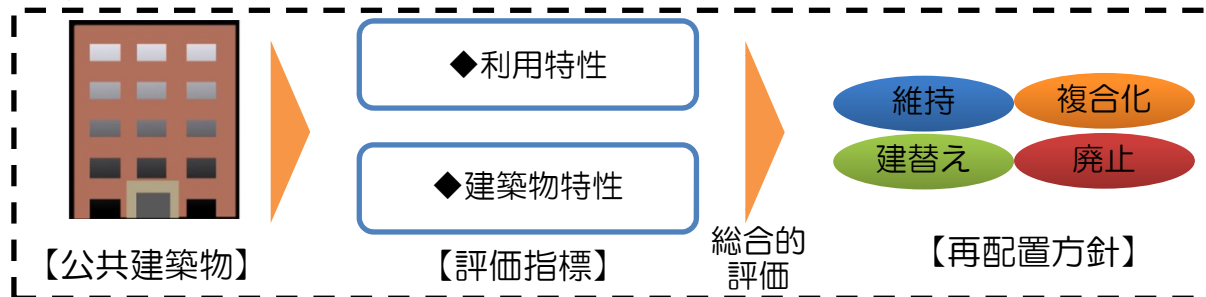 ◆利用特性
◆建築物特性
維持
複合化
建替え
廃止
総合的
評価
【公共建築物】
【評価指標】
【再配置方針】